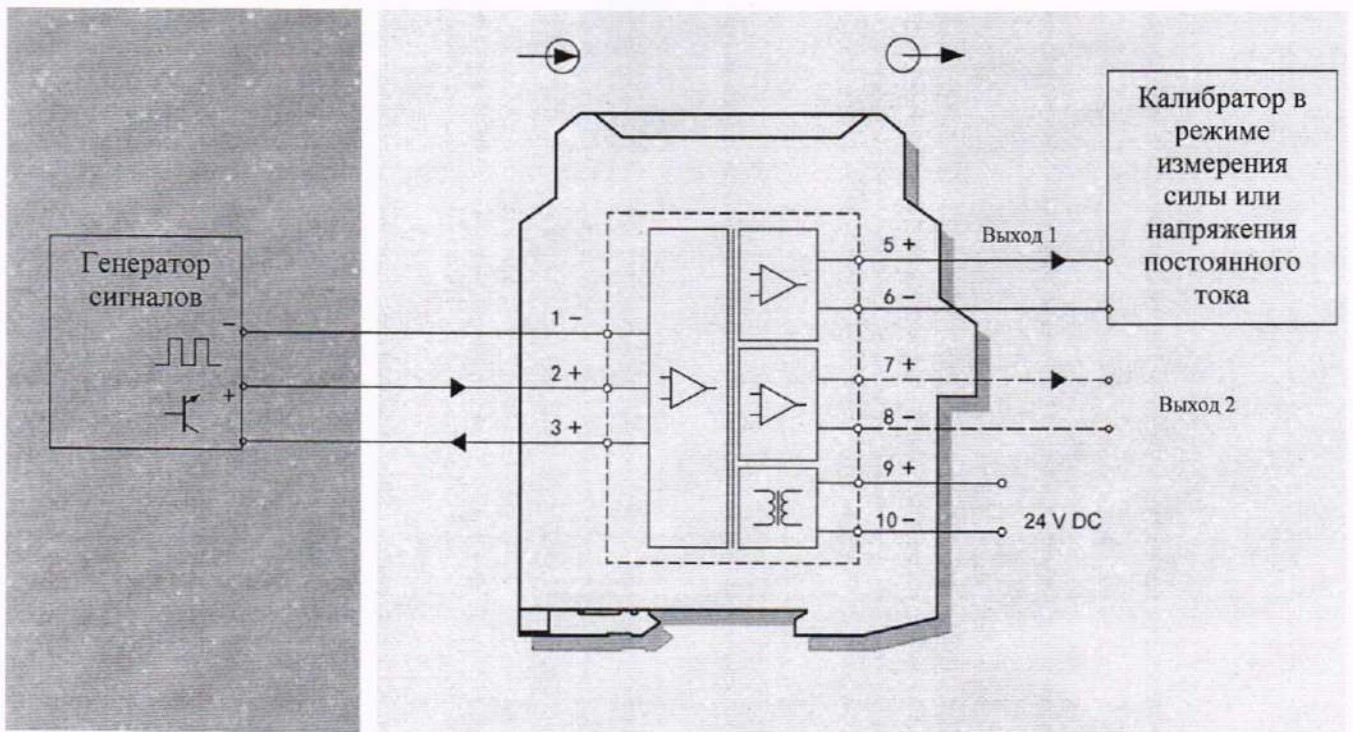 Генератор
сигналов
−
+
1 −
2 +
3 +
5 +
6 −
7 +
8 −
9 +
10 −
Выход 1
Выход 2
24 V DC
Калибратор в
режиме
измерения
силы или
напряжения
постоянного
тока